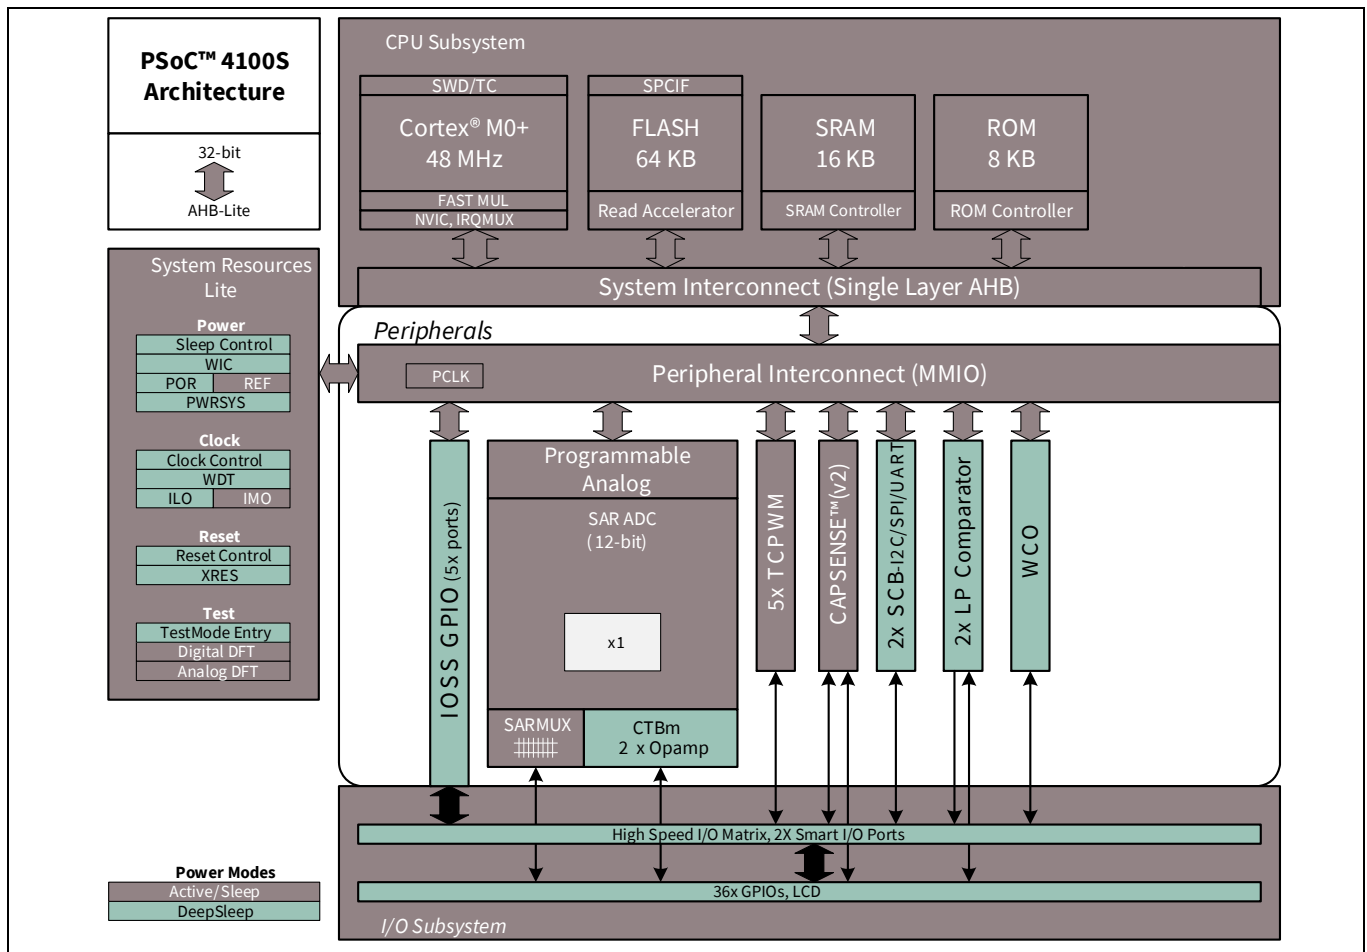 PSoC™ 4100S
Architecture
32-bit
AHB-Lite
CPU Subsystem
SWD/TC
Cortex® M0+
48 MHz
FAST MUL
NVIC, IRQMUX
SPCIF
FLASH
64 KB
Read Accelerator
SRAM
16 KB
SRAM Controller
ROM
8 KB
ROM Controller
System Interconnect (Single Layer AHB)
System Resources
Lite
Power
Sleep Control
WIC
POR
REF
PWRSYS
Clock
Clock Control
WDT
ILO
IMO
Reset
Reset Control
XRES
Test
TestMode Entry
Digital DFT
Analog DFT
Peripherals
PCLK
Peripheral Interconnect (MMIO)
IOSS GPIO (5x ports)
Programmable
Analog
SAR ADC
( 12-bit)
x1
SARMUX
CTBm
2 x Opamp
5x TCPWM
CAPSENSE™(v2)
2x SCB-I2C/SPI/UART
2x LP Comparator
WCO
High Speed I/O Matrix, 2X Smart I/O Ports
36x GPIOs, LCD
I/O Subsystem
Power Modes
Active/Sleep
DeepSleep